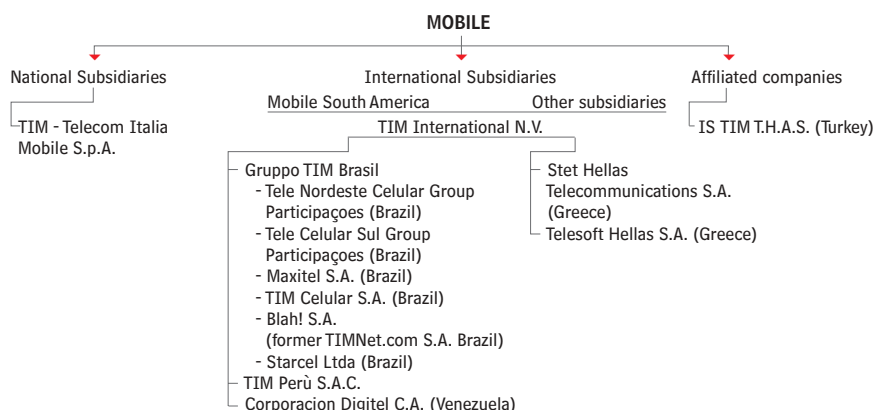 MOBILE
National Subsidiaries
International Subsidiaries
Affiliated companies
Mobile South America
Other subsidiaries
TIM - Telecom Italia
Mobile S.p.A.
TIM International N.V.
IS TIM T.H.A.S. (Turkey)
Gruppo TIM Brasil
- Tele Nordeste Celular Group
Participaçoes (Brazil)
- Tele Celular Sul Group
Participaçoes (Brazil)
- Maxitel S.A. (Brazil)
- TIM Celular S.A. (Brazil)
- Blah! S.A.
(former TIMNet.com S.A. Brazil)
- Starcel Ltda (Brazil)
TIM Perù S.A.C.
Corporacion Digitel C.A. (Venezuela)
Stet Hellas
Telecommunications S.A.
(Greece)
Telesoft Hellas S.A. (Greece)